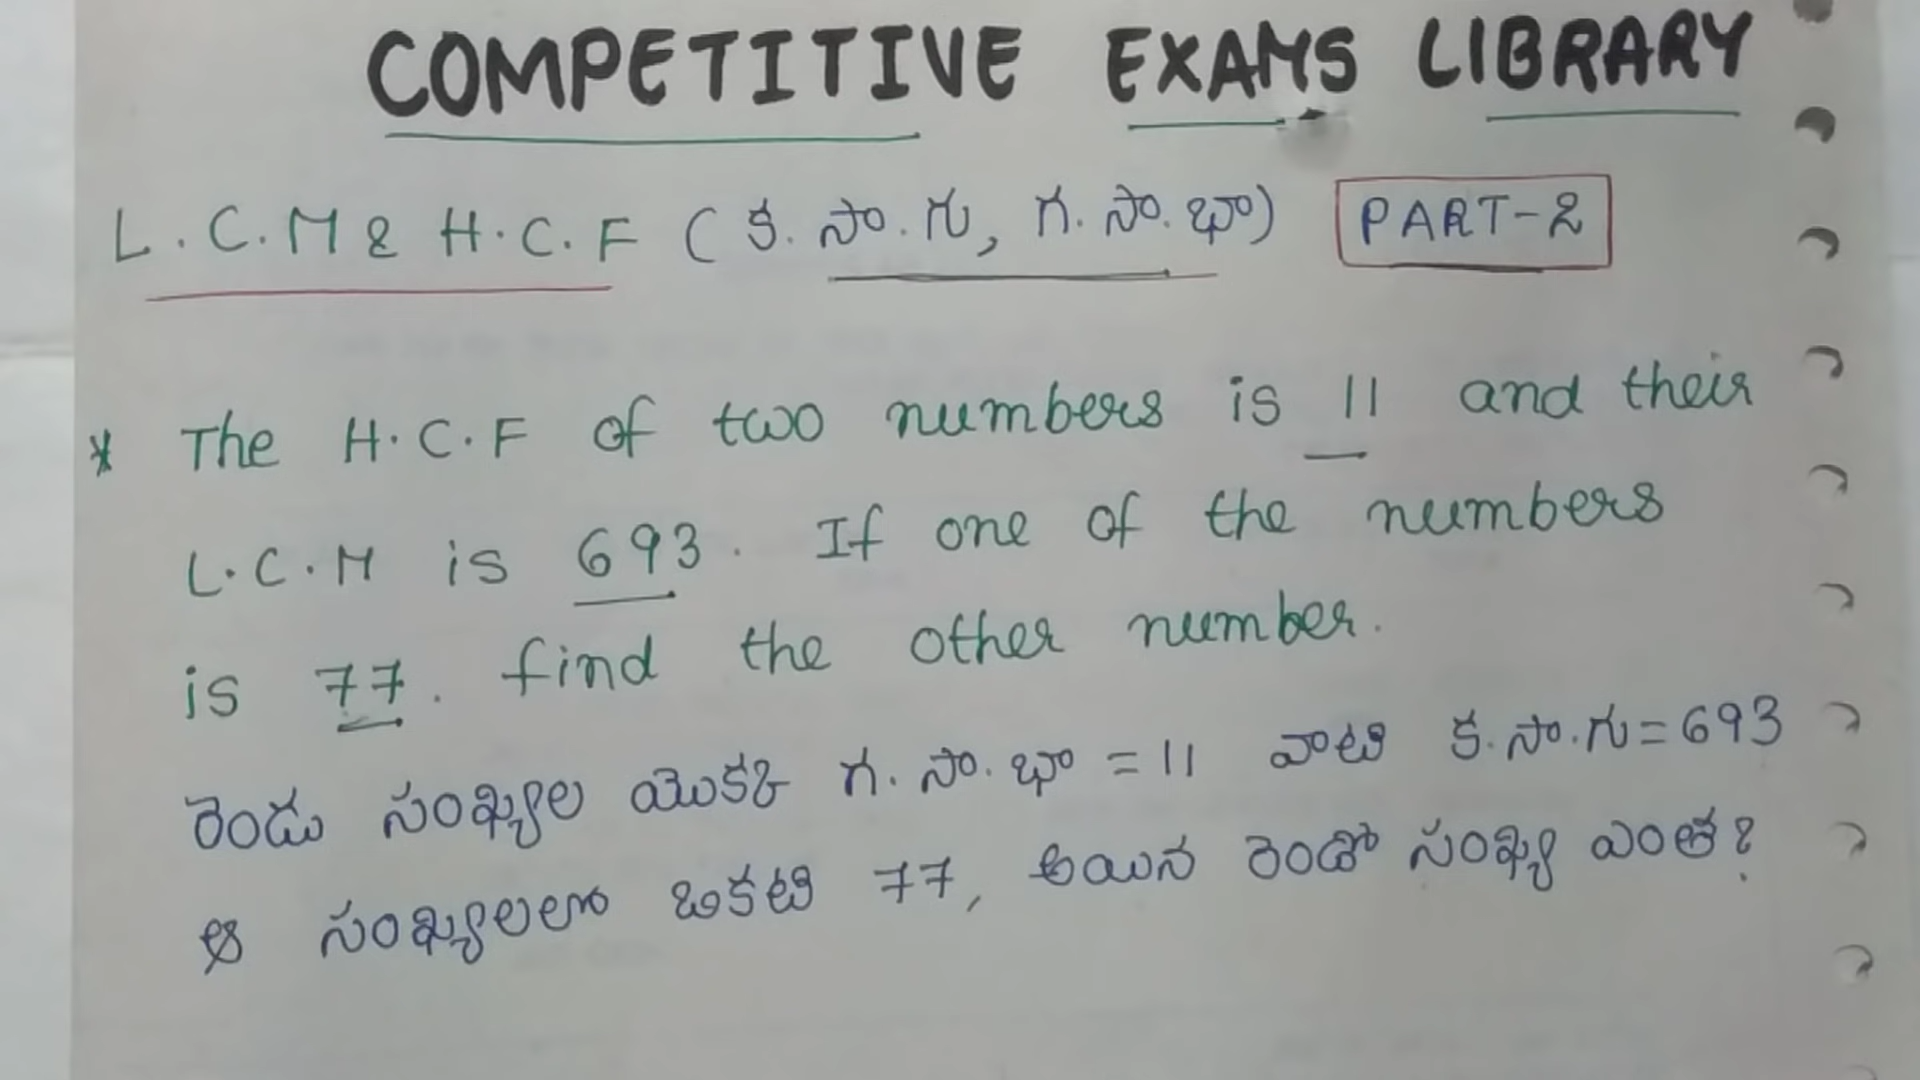 COMPETITIVE EXAMS LIBRARY
L.C.M & H.C.F (క.సా.గు, గ.సా.భా) PART-2
* The H.C.F of two numbers is 11 and their
L.C.M is 693. If one of the numbers
is 77. find the other number.
రెండు సంఖ్యల యొక్క గ.సా.భా = 11 వాటి క.సా.గు = 693
ఆ సంఖ్యలలో ఒకటి 77, అయిన రెండో సంఖ్య ఎంత?